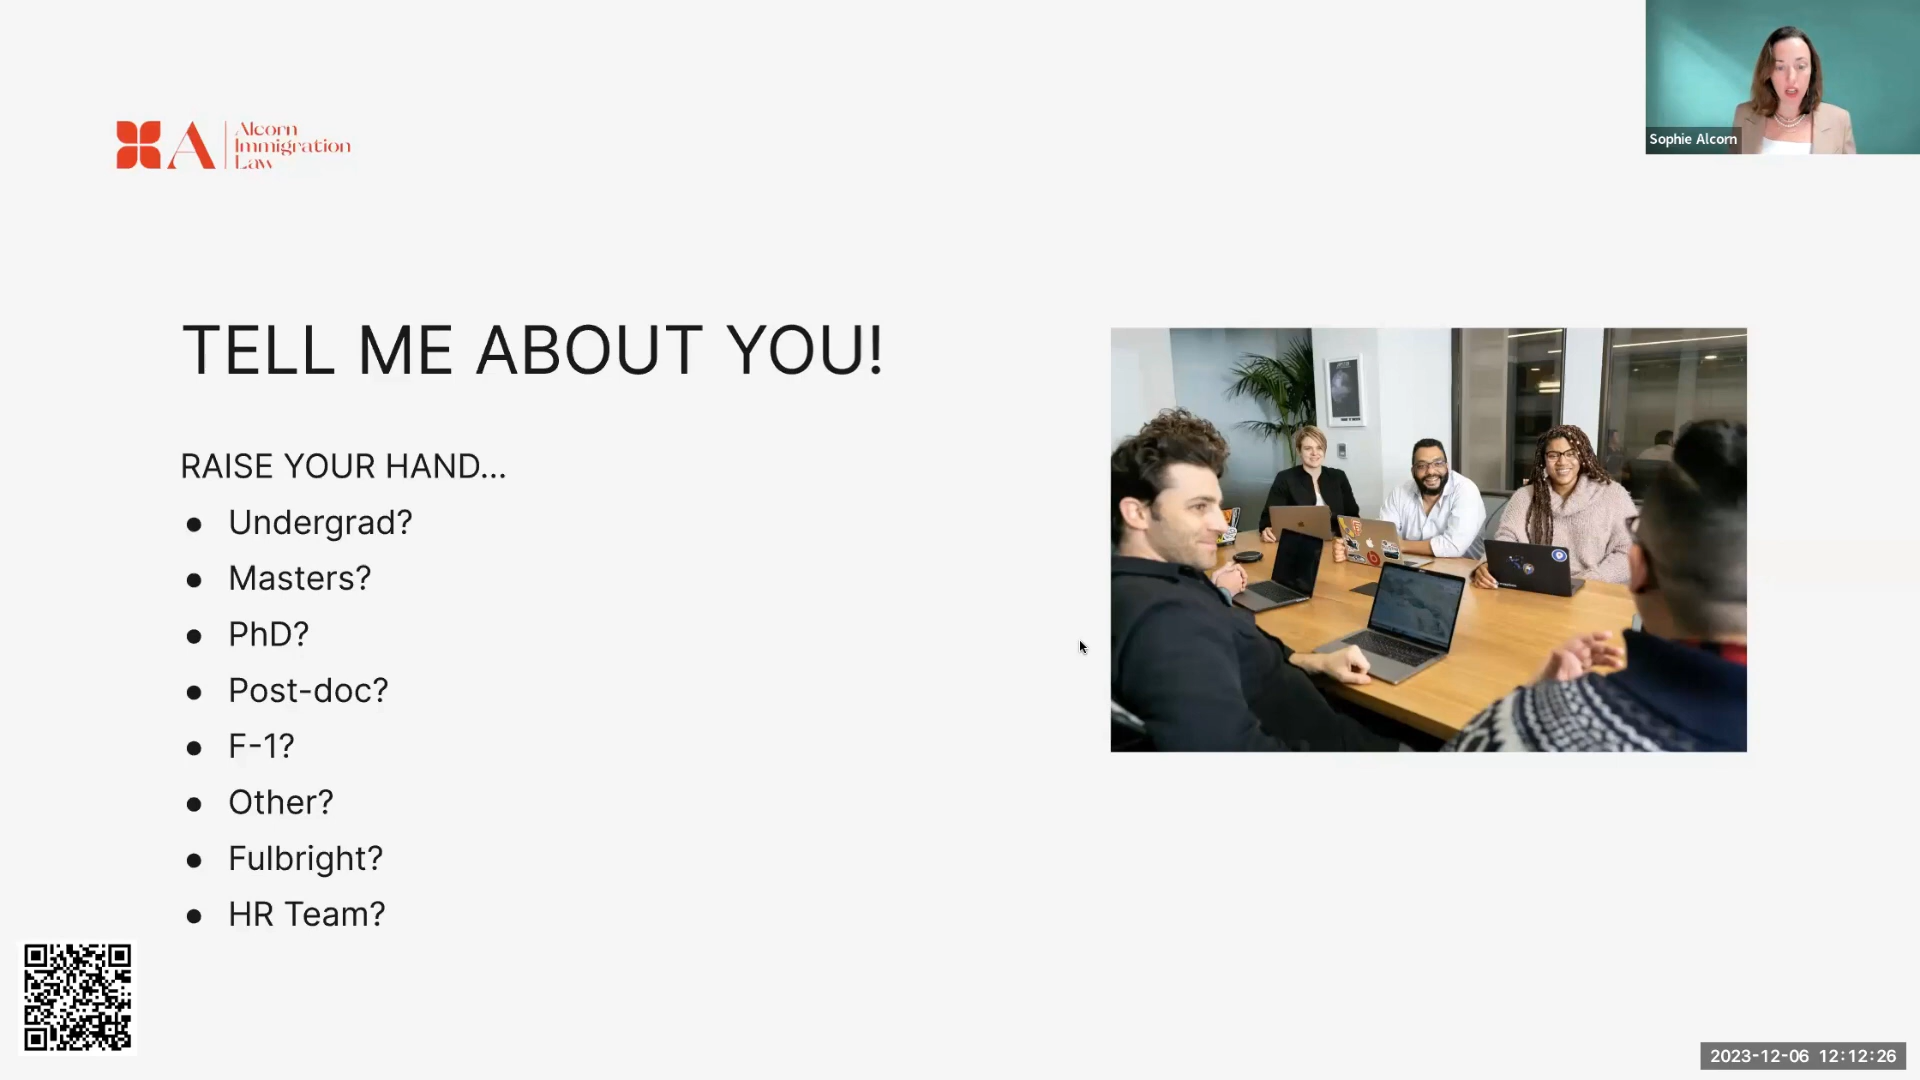 Alcorn
Immigration
Law
Sophie Alcorn
TELL ME ABOUT YOU!
RAISE YOUR HAND...
● Undergrad?
● Masters?
● PhD?
● Post-doc?
● F-1?
● Other?
● Fulbright?
● HR Team?
2023-12-06 12:12:26